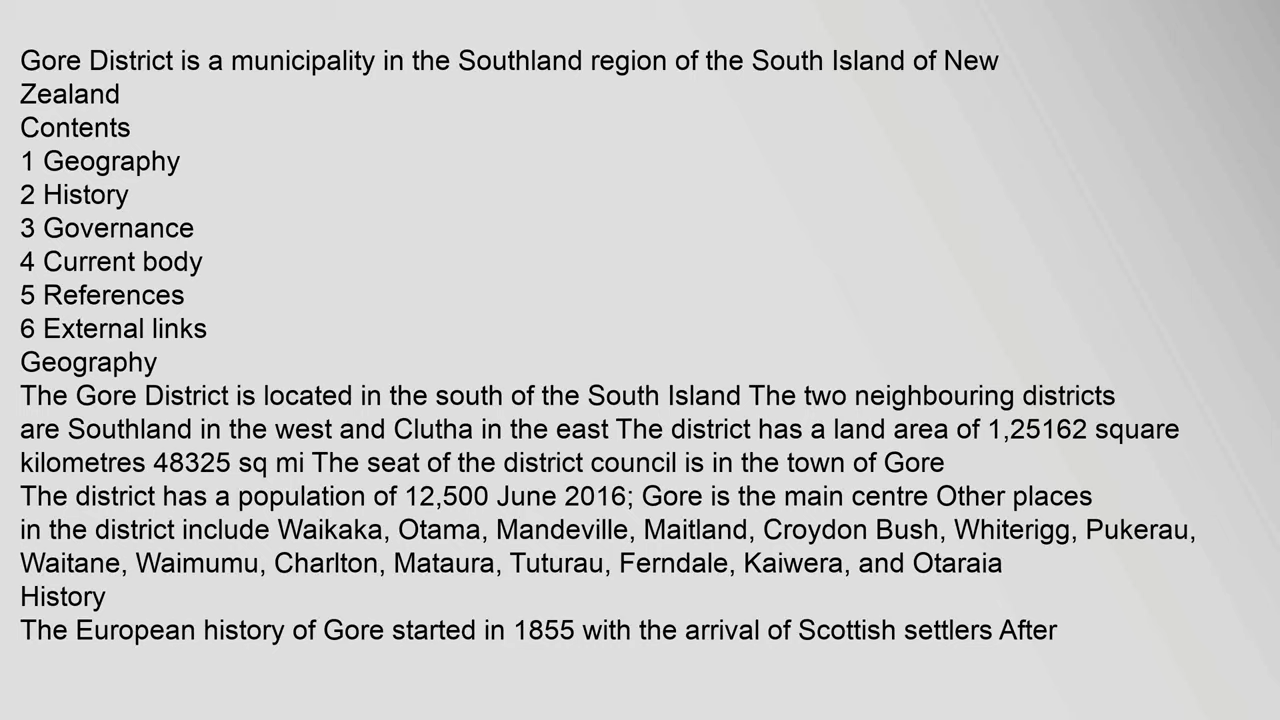 Gore District is a municipality in the Southland region of the South Island of New
Zealand
Contents
1 Geography
2 History
3 Governance
4 Current body
5 References
6 External links
Geography
The Gore District is located in the south of the South Island The two neighbouring districts
are Southland in the west and Clutha in the east The district has a land area of 1,25162 square
kilometres 48325 sq mi The seat of the district council is in the town of Gore
The district has a population of 12,500 June 2016; Gore is the main centre Other places
in the district include Waikaka, Otama, Mandeville, Maitland, Croydon Bush, Whiterigg, Pukerau,
Waitane, Waimumu, Charlton, Mataura, Tuturau, Ferndale, Kaiwera, and Otaraia
History
The European history of Gore started in 1855 with the arrival of Scottish settlers After